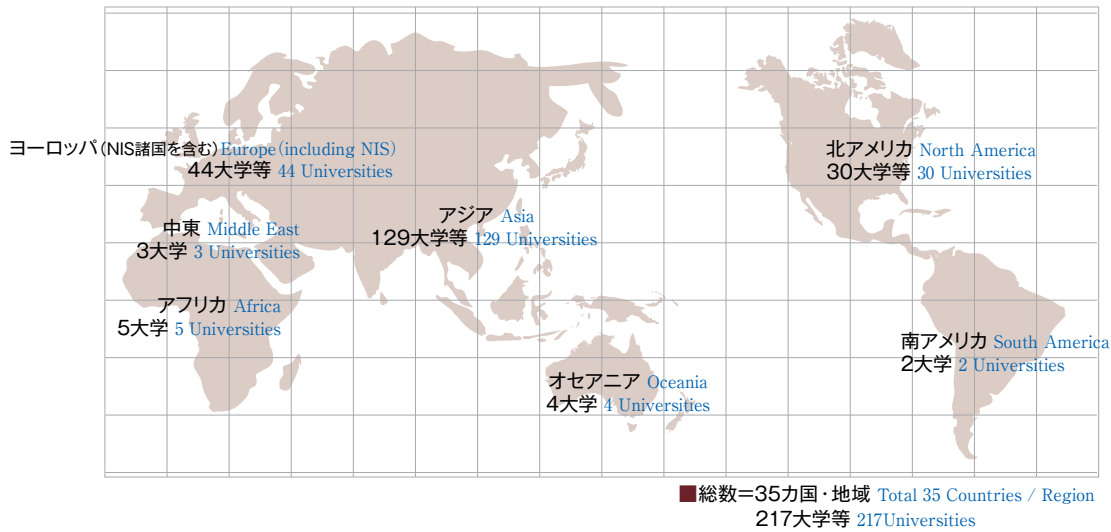 ヨーロッパ（NIS諸国を含む）Europe（including NIS）
44大学等 44 Universities
北アメリカ North America
30大学等 30 Universities
中東 Middle East
3大学 3 Universities
アジア Asia
129大学等 129 Universities
アフリカ Africa
5大学 5 Universities
南アメリカ South America
2大学 2 Universities
オセアニア Oceania
4大学 4 Universities
■総数＝35カ国・地域 Total 35 Countries / Region
217大学等 217Universities